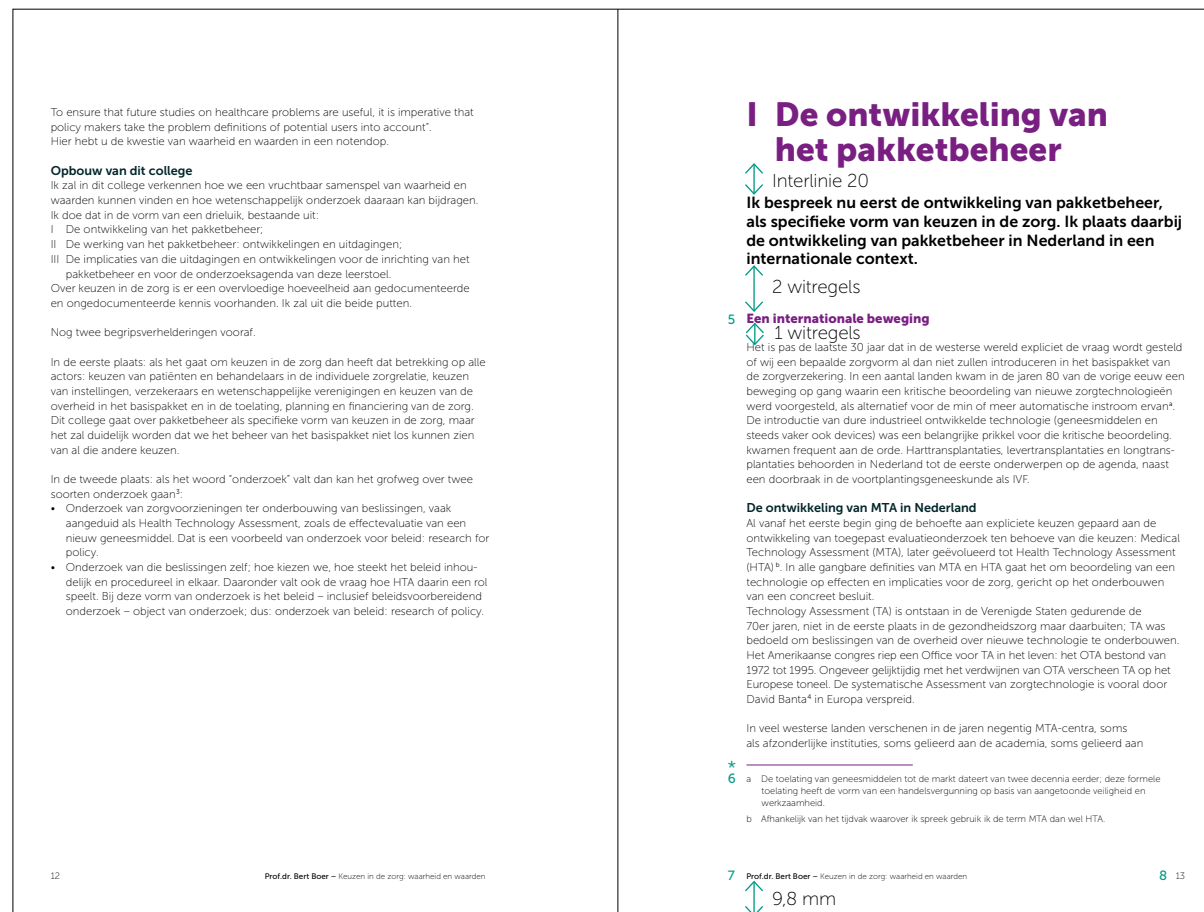 To ensure that future studies on healthcare problems are useful, it is imperative that
policy makers take the problem definitions of potential users into account”.
Hier hebt u de kwestie van waarheid en waarden in een notendop.
Opbouw van dit college
Ik zal in dit college verkennen hoe we een vruchtbaar samenspel van waarheid en
waarden kunnen vinden en hoe wetenschappelijk onderzoek daaraan kan bijdragen.
Ik doe dat in de vorm van een drieluik, bestaande uit:
I De ontwikkeling van het pakketbeheer;
II De werking van het pakketbeheer: ontwikkelingen en uitdagingen;
III De implicaties van die uitdagingen en ontwikkelingen voor de inrichting van het
pakketbeheer en voor de onderzoeksagenda van deze leerstoel.
Over keuzen in de zorg is er een overvloedige hoeveelheid aan gedocumenteerde
en ongedocumenteerde kennis voorhanden. Ik zal uit die beide putten.
Nog twee begripsverhelderingen vooraf.
In de eerste plaats: als het gaat om keuzen in de zorg dan heeft dat betrekking op alle
actors: keuzen van patiënten en behandelaars in de individuele zorgrelatie, keuzen
van instellingen, verzekeraars en wetenschappelijke verenigingen en keuzen van de
overheid in het basispakket en in de toelating, planning en financiering van de zorg.
Dit college gaat over pakketbeheer als specifieke vorm van keuzen in de zorg, maar
het zal duidelijk worden dat we het beheer van het basispakket niet los kunnen zien
van al die andere keuzen.
In de tweede plaats: als het woord “onderzoek” valt dan kan het grofweg over twee
soorten onderzoek gaan³:
• Onderzoek van zorgvoorzieningen ter onderbouwing van beslissingen, vaak
aangeduid als Health Technology Assessment, zoals de effectevaluatie van een
nieuw geneesmiddel. Dat is een voorbeeld van onderzoek voor beleid: research for
policy.
• Onderzoek van die beslissingen zelf; hoe kiezen we, hoe steekt het beleid inhou-
delijk en procedureel in elkaar. Daaronder valt ook de vraag hoe HTA daarin een rol
speelt. Bij deze vorm van onderzoek is het beleid – inclusief beleidsvoorbereidend
onderzoek – object van onderzoek; dus: onderzoek van beleid: research of policy.
12
Prof.dr. Bert Boer – Keuzen in de zorg: waarheid en waarden
I De ontwikkeling van
het pakketbeheer
Interlinie 20
Ik bespreek nu eerst de ontwikkeling van pakketbeheer,
als specifieke vorm van keuzen in de zorg. Ik plaats daarbij
de ontwikkeling van pakketbeheer in Nederland in een
internationale context.
2 witregels
5 Een internationale beweging
1 witregels
Het is pas de laatste 30 jaar dat in de westerse wereld expliciet de vraag wordt gesteld
of wij een bepaalde zorgvorm al dan niet zullen introduceren in het basispakket van
de zorgverzekering. In een aantal landen kwam in de jaren 80 van de vorige eeuw een
beweging op gang waarin een kritische beoordeling van nieuwe zorgtechnologieën
werd voorgesteld, als alternatief voor de min of meer automatische instroom ervanᵃ.
De introductie van dure industrieel ontwikkelde technologie (geneesmiddelen en
steeds vaker ook devices) was een belangrijke prikkel voor die kritische beoordeling.
kwamen frequent aan de orde. Harttransplantaties, levertransplantaties en longtrans-
plantaties behoorden in Nederland tot de eerste onderwerpen op de agenda, naast
een doorbraak in de voortplantingsgeneeskunde als IVF.
De ontwikkeling van MTA in Nederland
Al vanaf het eerste begin ging de behoefte aan expliciete keuzen gepaard aan de
ontwikkeling van toegepast evaluatieonderzoek ten behoeve van die keuzen: Medical
Technology Assessment (MTA), later geëvolueerd tot Health Technology Assessment
(HTA)ᵇ. In alle gangbare definities van MTA en HTA gaat het om beoordeling van een
technologie op effecten en implicaties voor de zorg, gericht op het onderbouwen
van een concreet besluit.
Technology Assessment (TA) is ontstaan in de Verenigde Staten gedurende de
70er jaren, niet in de eerste plaats in de gezondheidszorg maar daarbuiten; TA was
bedoeld om beslissingen van de overheid over nieuwe technologie te onderbouwen.
Het Amerikaanse congres riep een Office voor TA in het leven: het OTA bestond van
1972 tot 1995. Ongeveer gelijktijdig met het verdwijnen van OTA verscheen TA op het
Europese toneel. De systematische Assessment van zorgtechnologie is vooral door
David Banta⁴ in Europa verspreid.
In veel westerse landen verschenen in de jaren negentig MTA-centra, soms
als afzonderlijke instituties, soms gelieerd aan de academia, soms gelieerd aan
*
6 a De toelating van geneesmiddelen tot de markt dateert van twee decennia eerder; deze formele
toelating heeft de vorm van een handelsvergunning op basis van aangetoonde veiligheid en
werkzaamheid.
b Afhankelijk van het tijdvak waarover ik spreek gebruik ik de term MTA dan wel HTA.
7 Prof.dr. Bert Boer – Keuzen in de zorg: waarheid en waarden
8 13
9,8 mm